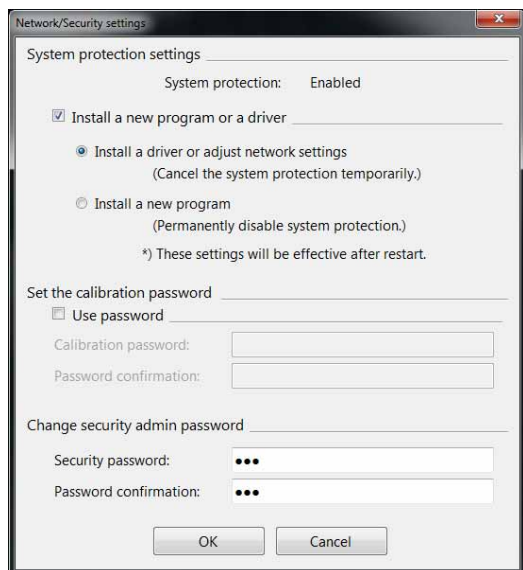 Network/Security settings
System protection settings
System protection: Enabled
Install a new program or a driver
Install a driver or adjust network settings
(Cancel the system protection temporarily.)
Install a new program
(Permanently disable system protection.)
*) These settings will be effective after restart.
Set the calibration password
Use password
Calibration password:
Password confirmation:
Change security admin password
Security password: ●●●
Password confirmation: ●●●
OK Cancel